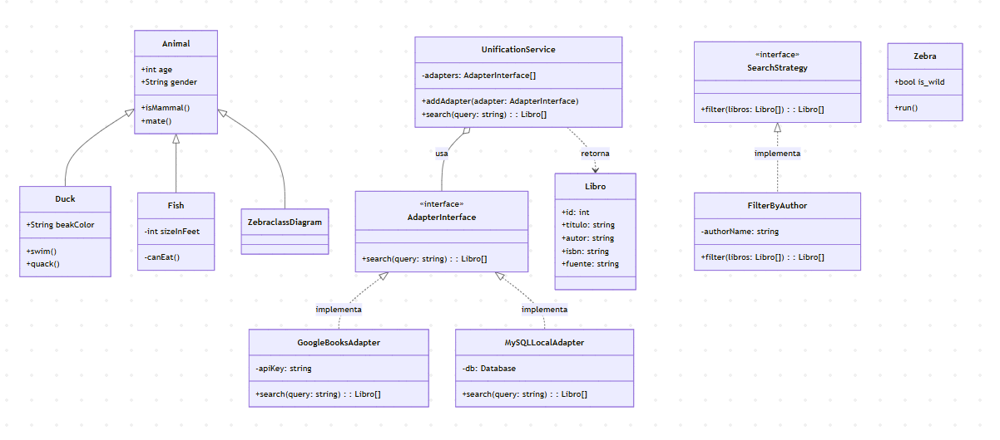 Animal
+int age
+String gender
+isMammal()
+mate()
UnificationService
-adapters: AdapterInterface[]
+addAdapter(adapter: AdapterInterface)
+search(query: string) : : Libro[]
«interface»
SearchStrategy
+filter(libros: Libro[]) : : Libro[]
Zebra
+bool is_wild
+run()
usa
retorna
implementa
Duck
+String beakColor
+swim()
+quack()
Fish
-int sizeInFeet
-canEat()
ZebraclassDiagram
«interface»
AdapterInterface
+search(query: string) : : Libro[]
Libro
+id: int
+titulo: string
+autor: string
+isbn: string
+fuente: string
FilterByAuthor
-authorName: string
+filter(libros: Libro[]) : : Libro[]
implementa
implementa
GoogleBooksAdapter
-apiKey: string
+search(query: string) : : Libro[]
MySQLLocalAdapter
-db: Database
+search(query: string) : : Libro[]